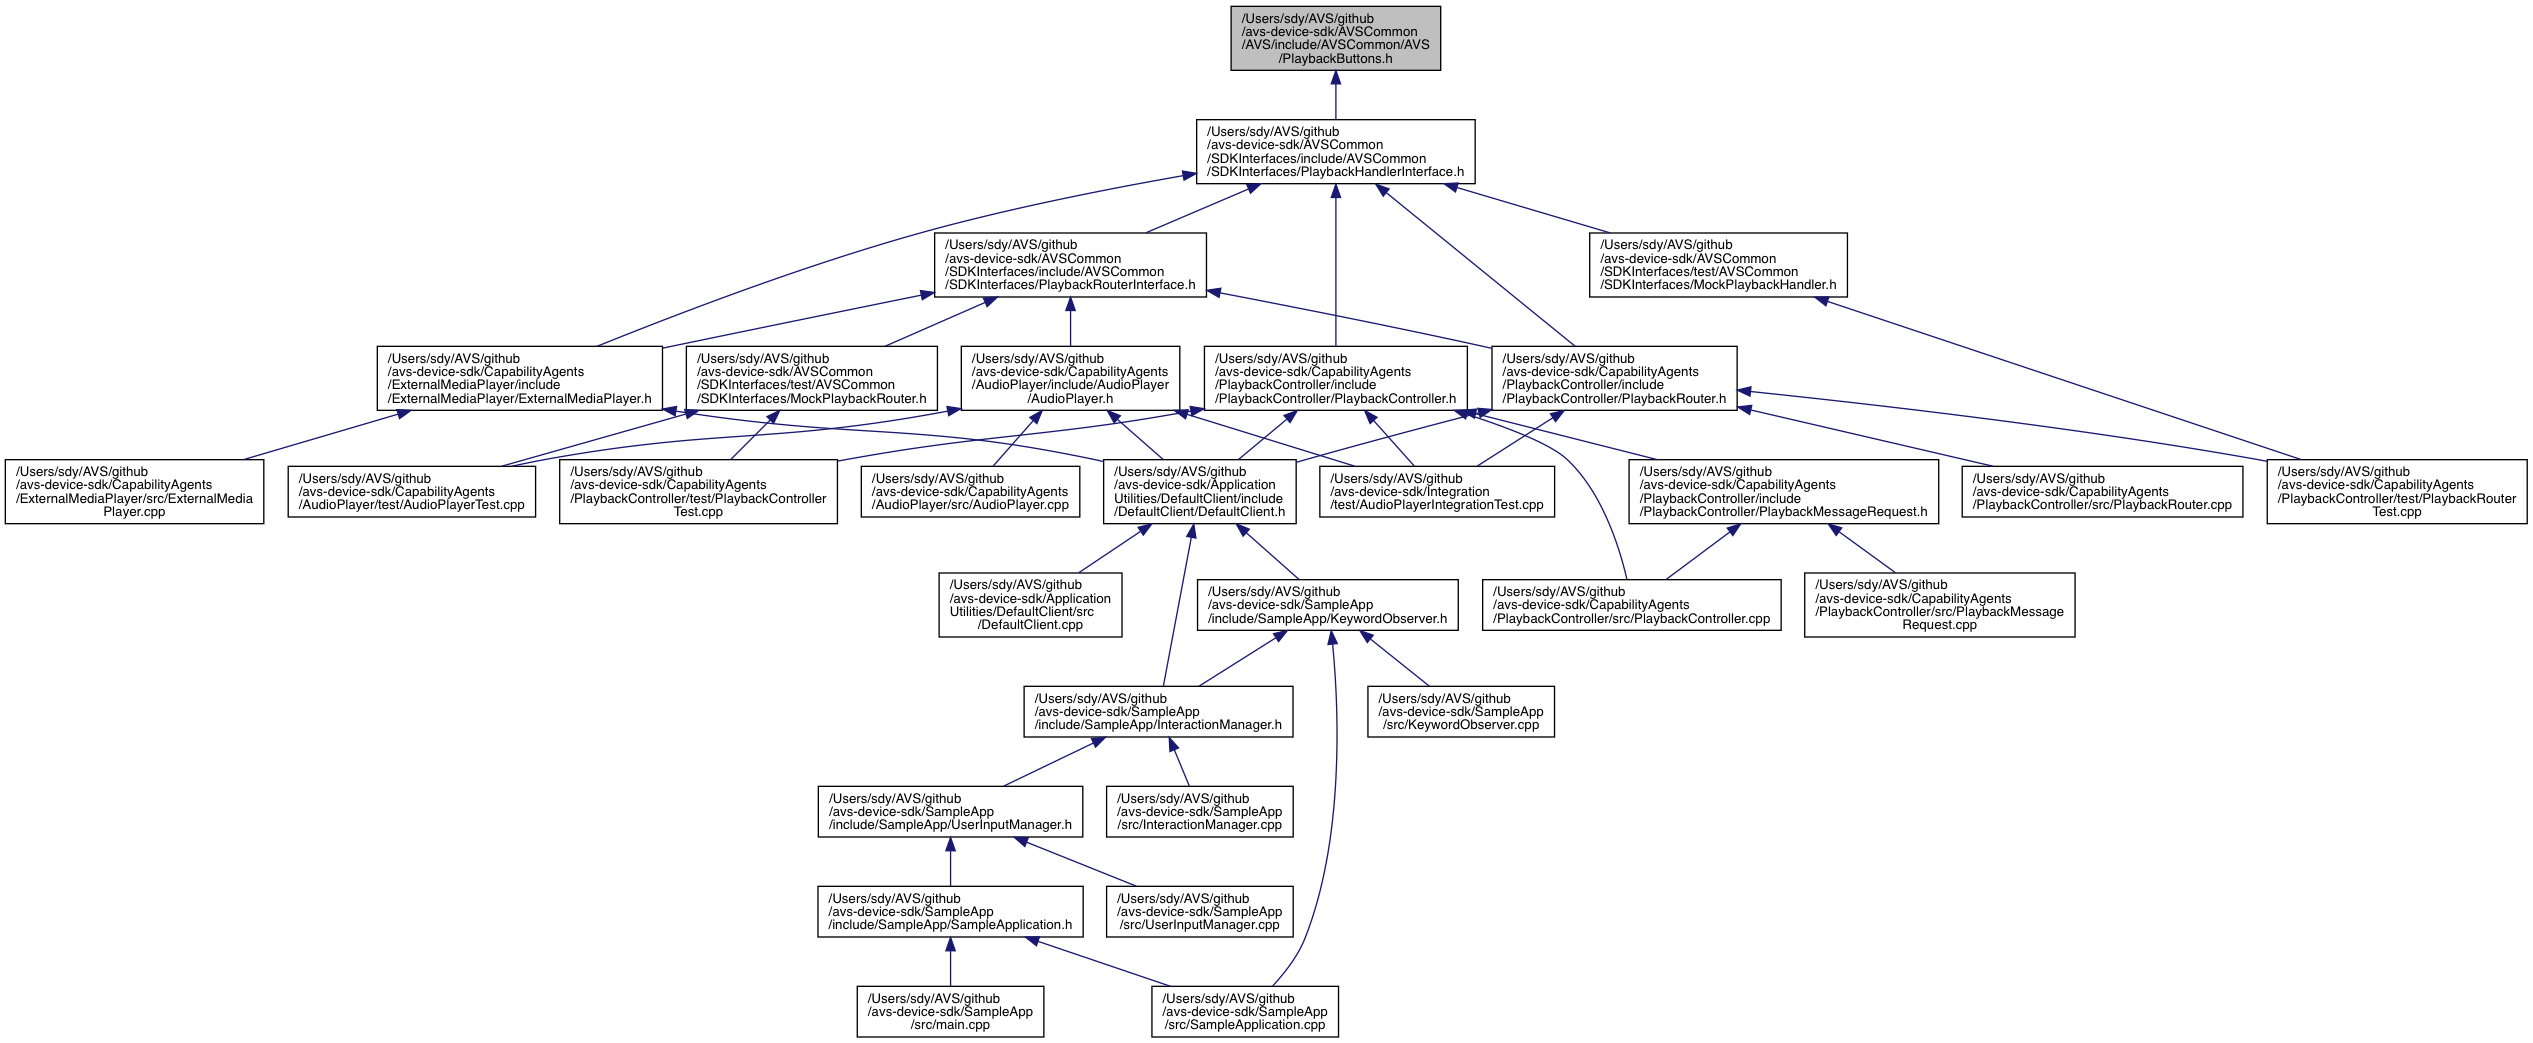 /Users/sdy/AVS/github
/avs-device-sdk/AVSCommon
/AVS/include/AVSCommon/AVS
/PlaybackButtons.h
/Users/sdy/AVS/github
/avs-device-sdk/AVSCommon
/SDKInterfaces/include/AVSCommon
/SDKInterfaces/PlaybackHandlerInterface.h
/Users/sdy/AVS/github
/avs-device-sdk/AVSCommon
/SDKInterfaces/include/AVSCommon
/SDKInterfaces/PlaybackRouterInterface.h
/Users/sdy/AVS/github
/avs-device-sdk/AVSCommon
/SDKInterfaces/test/AVSCommon
/SDKInterfaces/MockPlaybackHandler.h
/Users/sdy/AVS/github
/avs-device-sdk/CapabilityAgents
/ExternalMediaPlayer/include
/ExternalMediaPlayer/ExternalMediaPlayer.h
/Users/sdy/AVS/github
/avs-device-sdk/AVSCommon
/SDKInterfaces/test/AVSCommon
/SDKInterfaces/MockPlaybackRouter.h
/Users/sdy/AVS/github
/avs-device-sdk/CapabilityAgents
/AudioPlayer/include/AudioPlayer
/AudioPlayer.h
/Users/sdy/AVS/github
/avs-device-sdk/CapabilityAgents
/PlaybackController/include
/PlaybackController/PlaybackController.h
/Users/sdy/AVS/github
/avs-device-sdk/CapabilityAgents
/PlaybackController/include
/PlaybackController/PlaybackRouter.h
/Users/sdy/AVS/github
/avs-device-sdk/CapabilityAgents
/ExternalMediaPlayer/src/ExternalMedia
Player.cpp
/Users/sdy/AVS/github
/avs-device-sdk/CapabilityAgents
/AudioPlayer/test/AudioPlayerTest.cpp
/Users/sdy/AVS/github
/avs-device-sdk/CapabilityAgents
/PlaybackController/test/PlaybackController
Test.cpp
/Users/sdy/AVS/github
/avs-device-sdk/CapabilityAgents
/AudioPlayer/src/AudioPlayer.cpp
/Users/sdy/AVS/github
/avs-device-sdk/Application
Utilities/DefaultClient/include
/DefaultClient/DefaultClient.h
/Users/sdy/AVS/github
/avs-device-sdk/Integration
/test/AudioPlayerIntegrationTest.cpp
/Users/sdy/AVS/github
/avs-device-sdk/CapabilityAgents
/PlaybackController/include
/PlaybackController/PlaybackMessageRequest.h
/Users/sdy/AVS/github
/avs-device-sdk/CapabilityAgents
/PlaybackController/src/PlaybackRouter.cpp
/Users/sdy/AVS/github
/avs-device-sdk/CapabilityAgents
/PlaybackController/test/PlaybackRouter
Test.cpp
/Users/sdy/AVS/github
/avs-device-sdk/Application
Utilities/DefaultClient/src
/DefaultClient.cpp
/Users/sdy/AVS/github
/avs-device-sdk/SampleApp
/include/SampleApp/KeywordObserver.h
/Users/sdy/AVS/github
/avs-device-sdk/CapabilityAgents
/PlaybackController/src/PlaybackController.cpp
/Users/sdy/AVS/github
/avs-device-sdk/CapabilityAgents
/PlaybackController/src/PlaybackMessage
Request.cpp
/Users/sdy/AVS/github
/avs-device-sdk/SampleApp
/include/SampleApp/InteractionManager.h
/Users/sdy/AVS/github
/avs-device-sdk/SampleApp
/src/KeywordObserver.cpp
/Users/sdy/AVS/github
/avs-device-sdk/SampleApp
/include/SampleApp/UserInputManager.h
/Users/sdy/AVS/github
/avs-device-sdk/SampleApp
/src/InteractionManager.cpp
/Users/sdy/AVS/github
/avs-device-sdk/SampleApp
/include/SampleApp/SampleApplication.h
/Users/sdy/AVS/github
/avs-device-sdk/SampleApp
/src/UserInputManager.cpp
/Users/sdy/AVS/github
/avs-device-sdk/SampleApp
/src/main.cpp
/Users/sdy/AVS/github
/avs-device-sdk/SampleApp
/src/SampleApplication.cpp